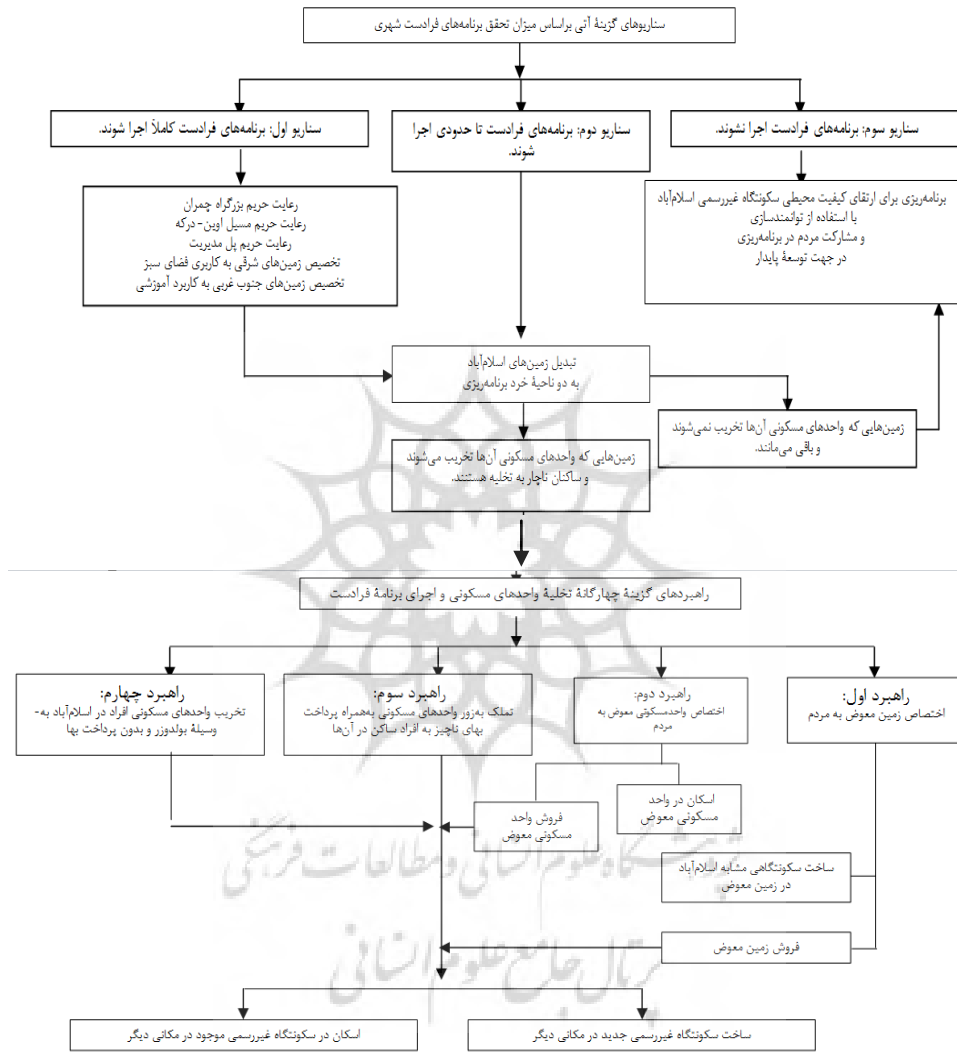 سناریوهای گزینهٔ آتی براساس میزان تحقق برنامه‌های فرادست شهری
سناریو سوم: برنامه‌های فرادست اجرا نشوند.
سناریو دوم: برنامه‌های فرادست تا حدودی اجرا
شوند.
سناریو اول: برنامه‌های فرادست کاملاً اجرا شوند.
برنامه‌ریزی برای ارتقای کیفیت محیطی سکونتگاه غیررسمی اسلام‌آباد
با استفاده از توانمندسازی
و مشارکت مردم در برنامه‌ریزی
در جهت توسعهٔ پایدار
رعایت حریم بزرگراه چمران
رعایت حریم مسیل اوین- درکه
رعایت حریم پل مدیریت
تخصیص زمین‌های شرقی به کاربری فضای سبز
تخصیص زمین‌های جنوب غربی به کاربرد آموزشی
تبدیل زمین‌های اسلام‌آباد
به دو ناحیهٔ خرد برنامه‌ریزی
زمین‌هایی که واحدهای مسکونی آن‌ها تخریب نمی‌شوند
و باقی می‌مانند.
زمین‌هایی که واحدهای مسکونی آن‌ها تخریب می‌شوند
و ساکنان ناچار به تخلیه هستنند.
راهبردهای گزینهٔ چهارگانهٔ تخلیهٔ واحدهای مسکونی و اجرای برنامهٔ فرادست
راهبرد اول:
اختصاص زمین معوض به مردم
راهبرد دوم:
اختصاص واحدمسکونی معوض به
مردم
راهبرد سوم:
تملک به‌زور واحدهای مسکونی به‌همراه پرداخت
بهای ناچیز به افراد ساکن در آن‌ها
راهبرد چهارم:
تخریب واحدهای مسکونی افراد در اسلام‌آباد به-
وسیلهٔ بولدوزر و بدون پرداخت بها
اسکان در واحد
مسکونی معوض
فروش واحد
مسکونی معوض
ساخت سکونتگاهی مشابه اسلام‌آباد
در زمین معوض
فروش زمین معوض
پژوهشگاه علوم انسانی و مطالعات فرهنگی
پرتال جامع علوم انسانی
ساخت سکونتگاه غیررسمی جدید در مکانی دیگر
اسکان در سکونتگاه غیررسمی موجود در مکانی دیگر